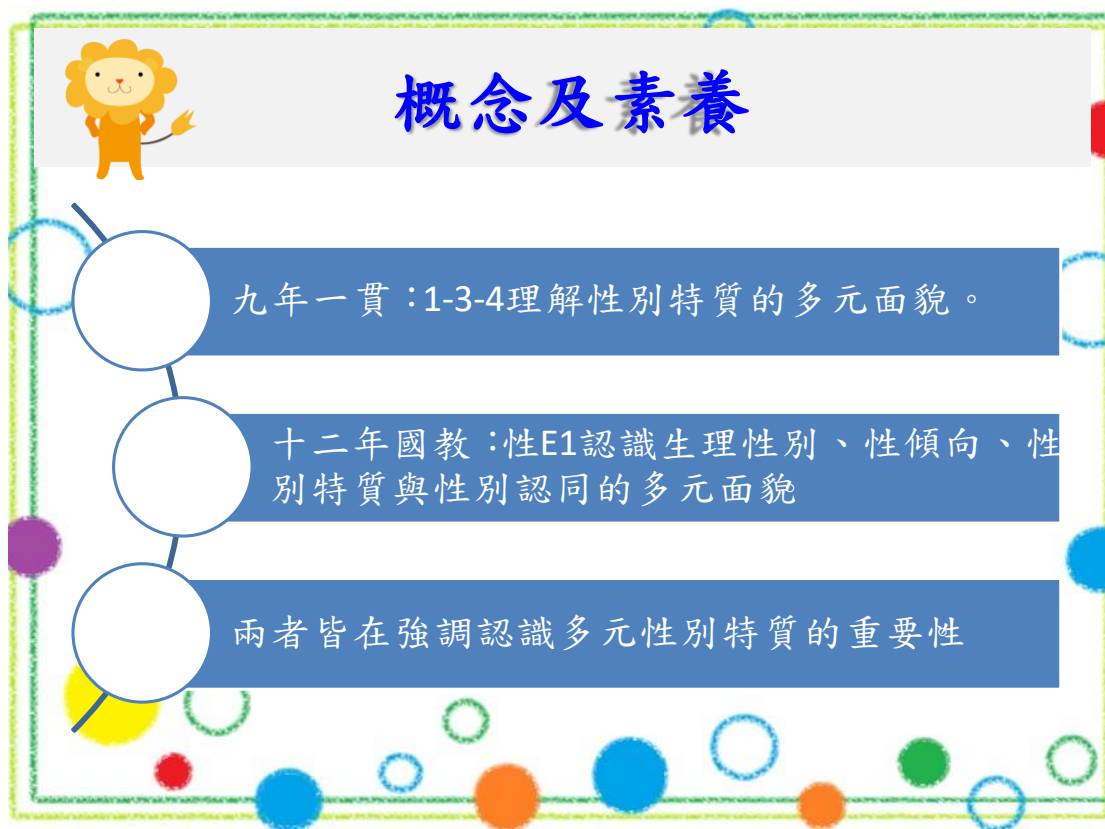 概念及素養
九年一貫：1-3-4理解性別特質的多元面貌。
十二年國教：性E1認識生理性別、性傾向、性
別特質與性別認同的多元面貌。
兩者皆在強調認識多元性別特質的重要性